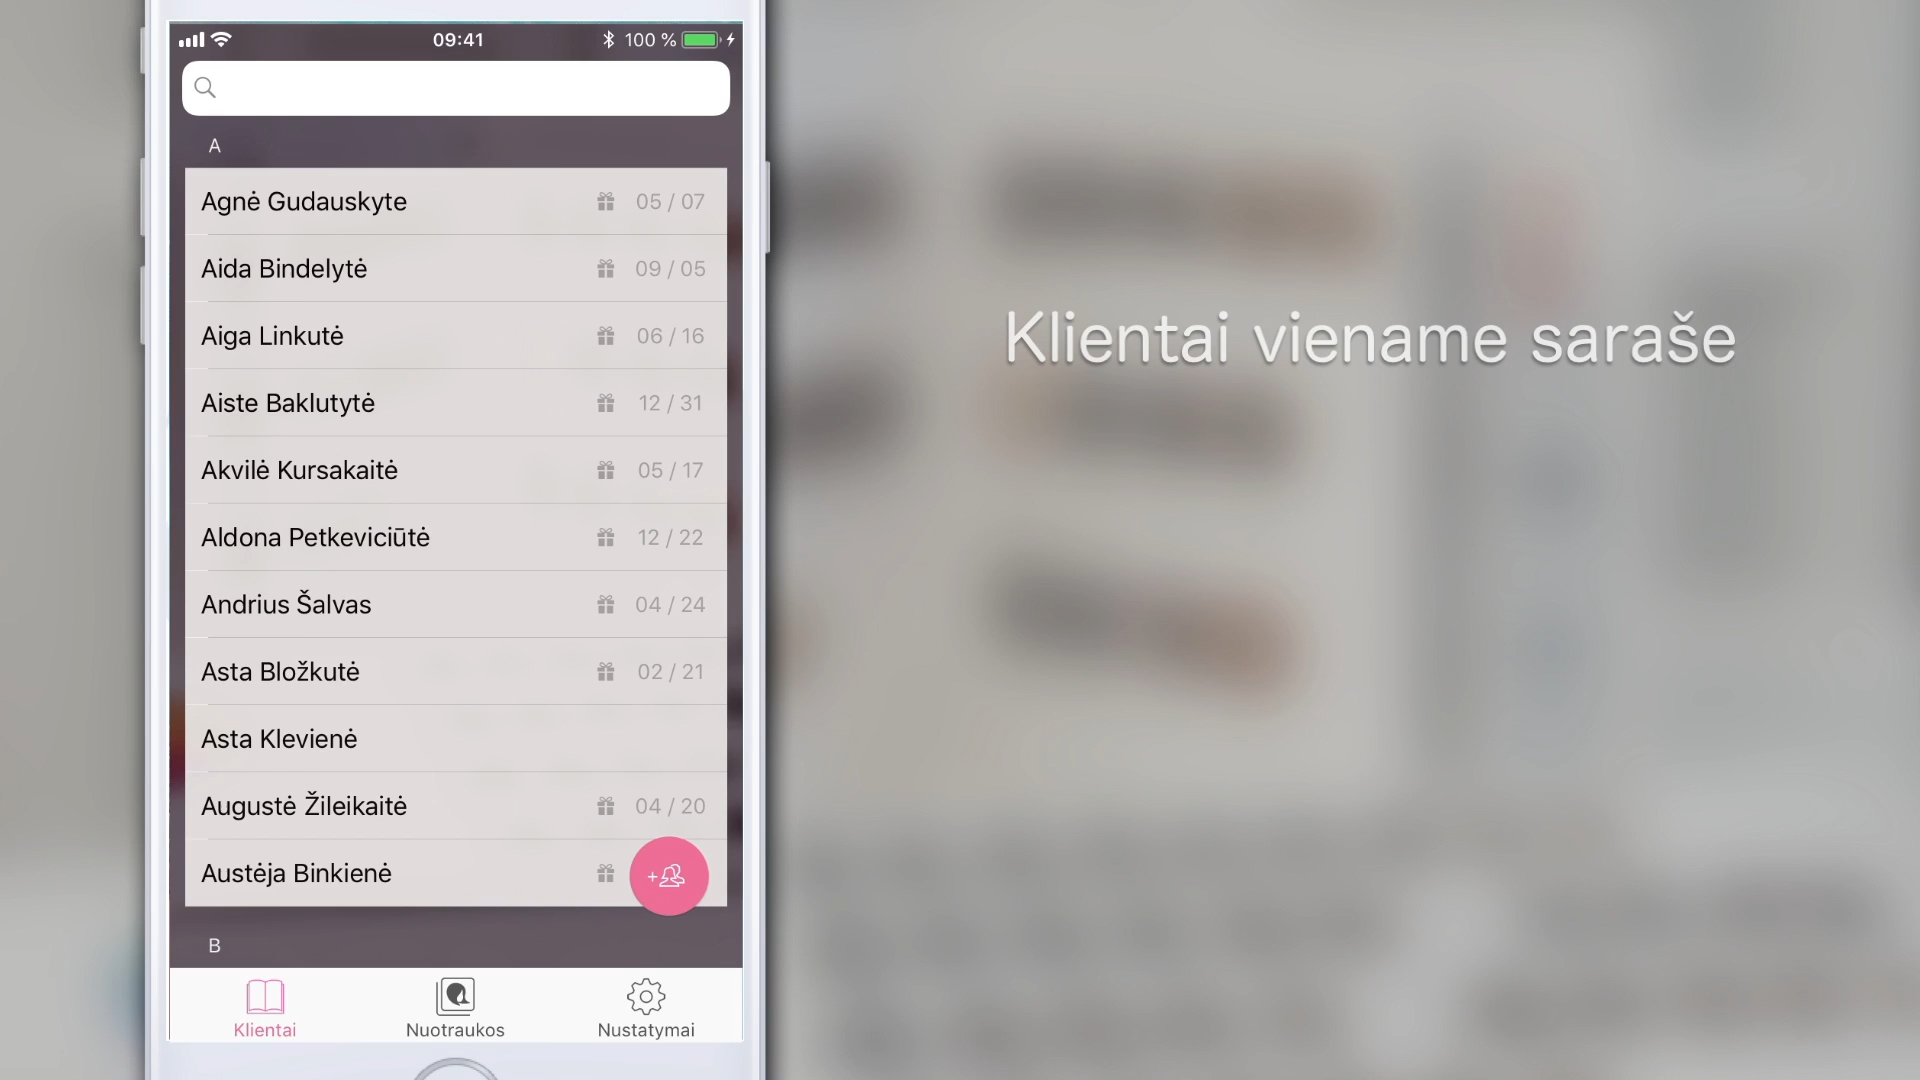 09:41
100 %
A
Agnė Gudauskyte 05 / 07
Aida Bindelytė 09 / 05
Aiga Linkutė 06 / 16
Aiste Baklutytė 12 / 31
Akvilė Kursakaitė 05 / 17
Aldona Petkeviciūtė 12 / 22
Andrius Šalvas 04 / 24
Asta Bložkutė 02 / 21
Asta Klevienė
Augustė Žileikaitė 04 / 20
Austėja Binkienė
B
Klientai Nuotraukos Nustatymai
Klientai viename saraše